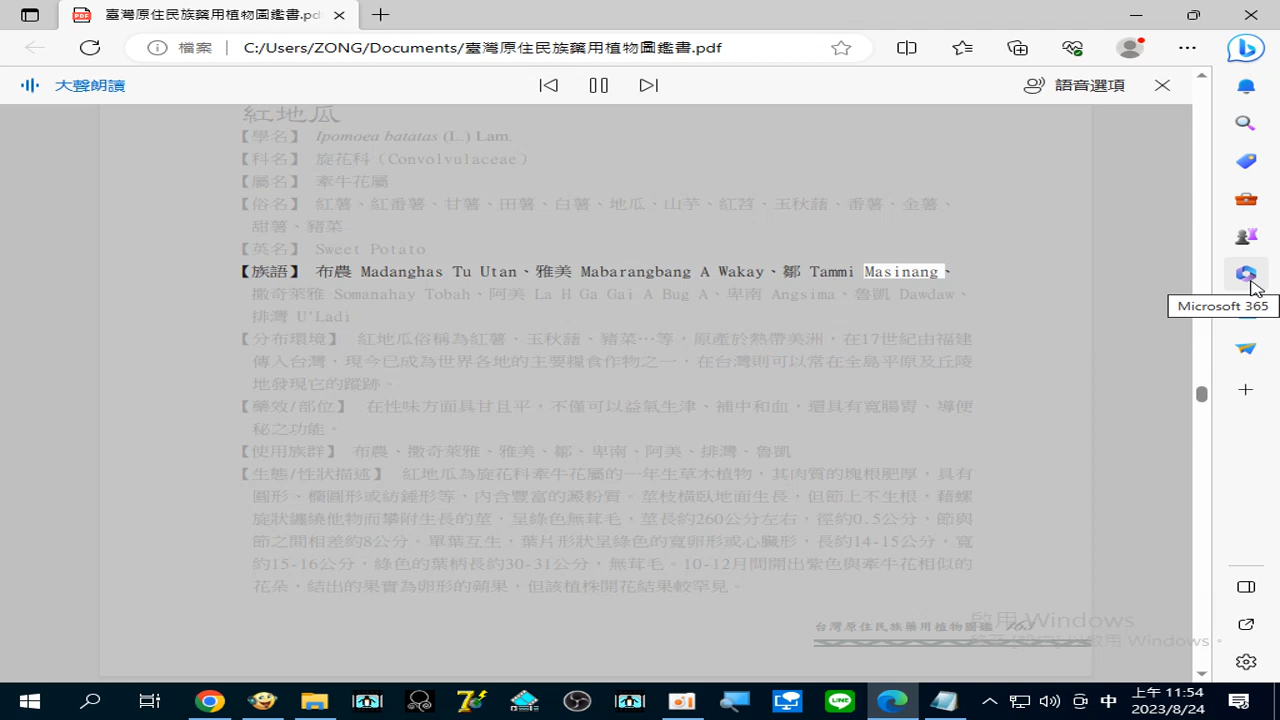 臺灣原住民族藥用植物圖鑑書.pdf
檔案
C:/Users/ZONG/Documents/臺灣原住民族藥用植物圖鑑書.pdf
大聲朗讀
語音選項
紅地瓜
【學名】 Ipomoea batatas (L.) Lam.
【科名】 旋花科（Convolvulaceae）
【屬名】 牽牛花屬
【俗名】 紅薯、紅番薯、甘薯、田薯、白薯、地瓜、山芋、紅苕、玉秋藷、番薯、金薯、
甜薯、豬菜
【英名】 Sweet Potato
【族語】 布農 Madanghas Tu Utan、雅美 Mabarangbang A Wakay、鄒 Tammi Masinang、
撒奇萊雅 Somanahay Tobah、阿美 La H Ga Gai A Bug A、卑南 Angsima、魯凱 Dawdaw、
排灣 U'Ladi
【分布環境】 紅地瓜俗稱為紅薯、玉秋藷、豬菜…等，原產於熱帶美洲，在17世紀由福建
傳入台灣，現今已成為世界各地的主要糧食作物之一，在台灣則可以常在全島平原及丘陵
地發現它的蹤跡。
【藥效/部位】 在性味方面具甘且平，不僅可以益氣生津、補中和血，還具有寬腸胃、導便
秘之功能。
【使用族群】 布農、撒奇萊雅、雅美、鄒、卑南、阿美、排灣、魯凱
【生態/性狀描述】 紅地瓜為旋花科牽牛花屬的一年生草木植物，其肉質的塊根肥厚，具有
圓形、橢圓形或紡錘形等，內含豐富的澱粉質。莖枝橫臥地面生長，但節上不生根，藉螺
旋狀纏繞他物而攀附生長的莖，呈綠色無茸毛，莖長約260公分左右，徑約0.5公分，節與
節之間相差約8公分。單葉互生，葉片形狀呈綠色的寬卵形或心臟形，長約14-15公分，寬
約15-16公分，綠色的葉柄長約30-31公分，無茸毛。10-12月間開出紫色與牽牛花相似的
花朵，結出的果實為卵形的蒴果，但該植株開花結果較罕見。
台灣原住民族藥用植物圖鑑
啟用 Windows
Microsoft 365
中
上午 11:54
2023/8/24